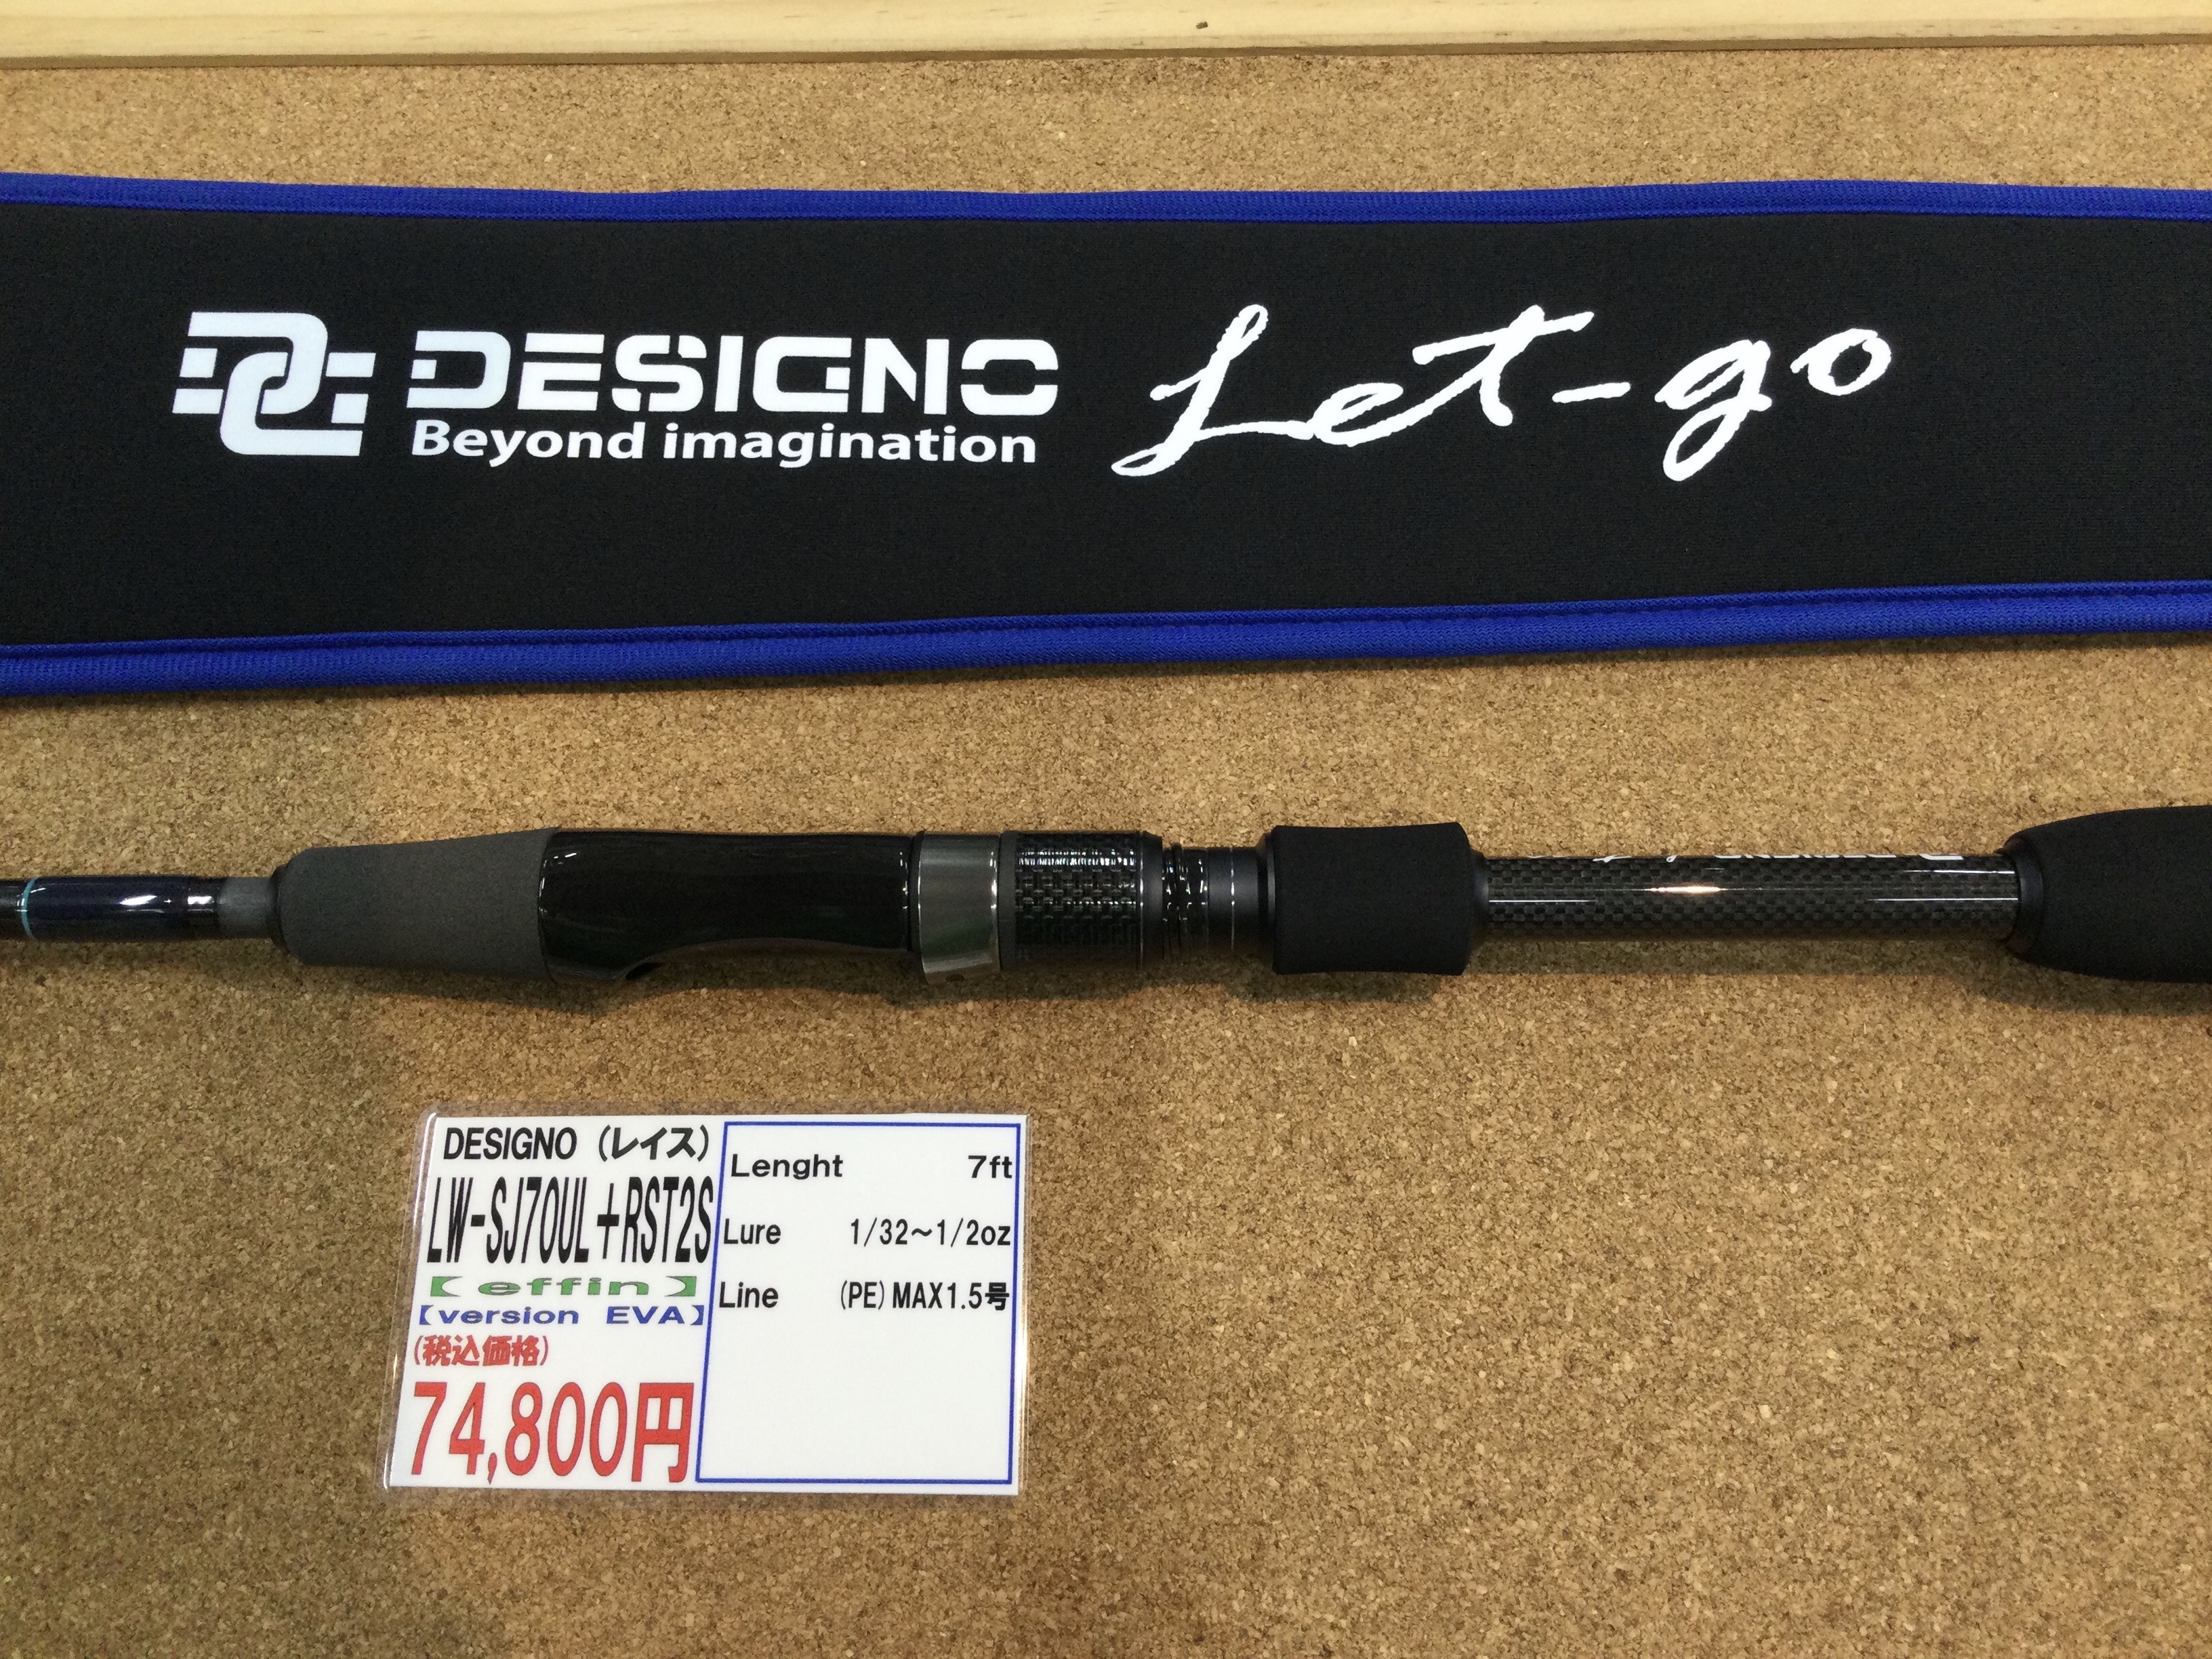 DESIGNO Let-go
Beyond imagination
DESIGNO（レイス）
LW-SJ70UL＋RST2S
【effin】
【version EVA】
(税込価格)
74,800円
Lenght 7ft
Lure 1/32～1/2oz
Line (PE)MAX1.5号